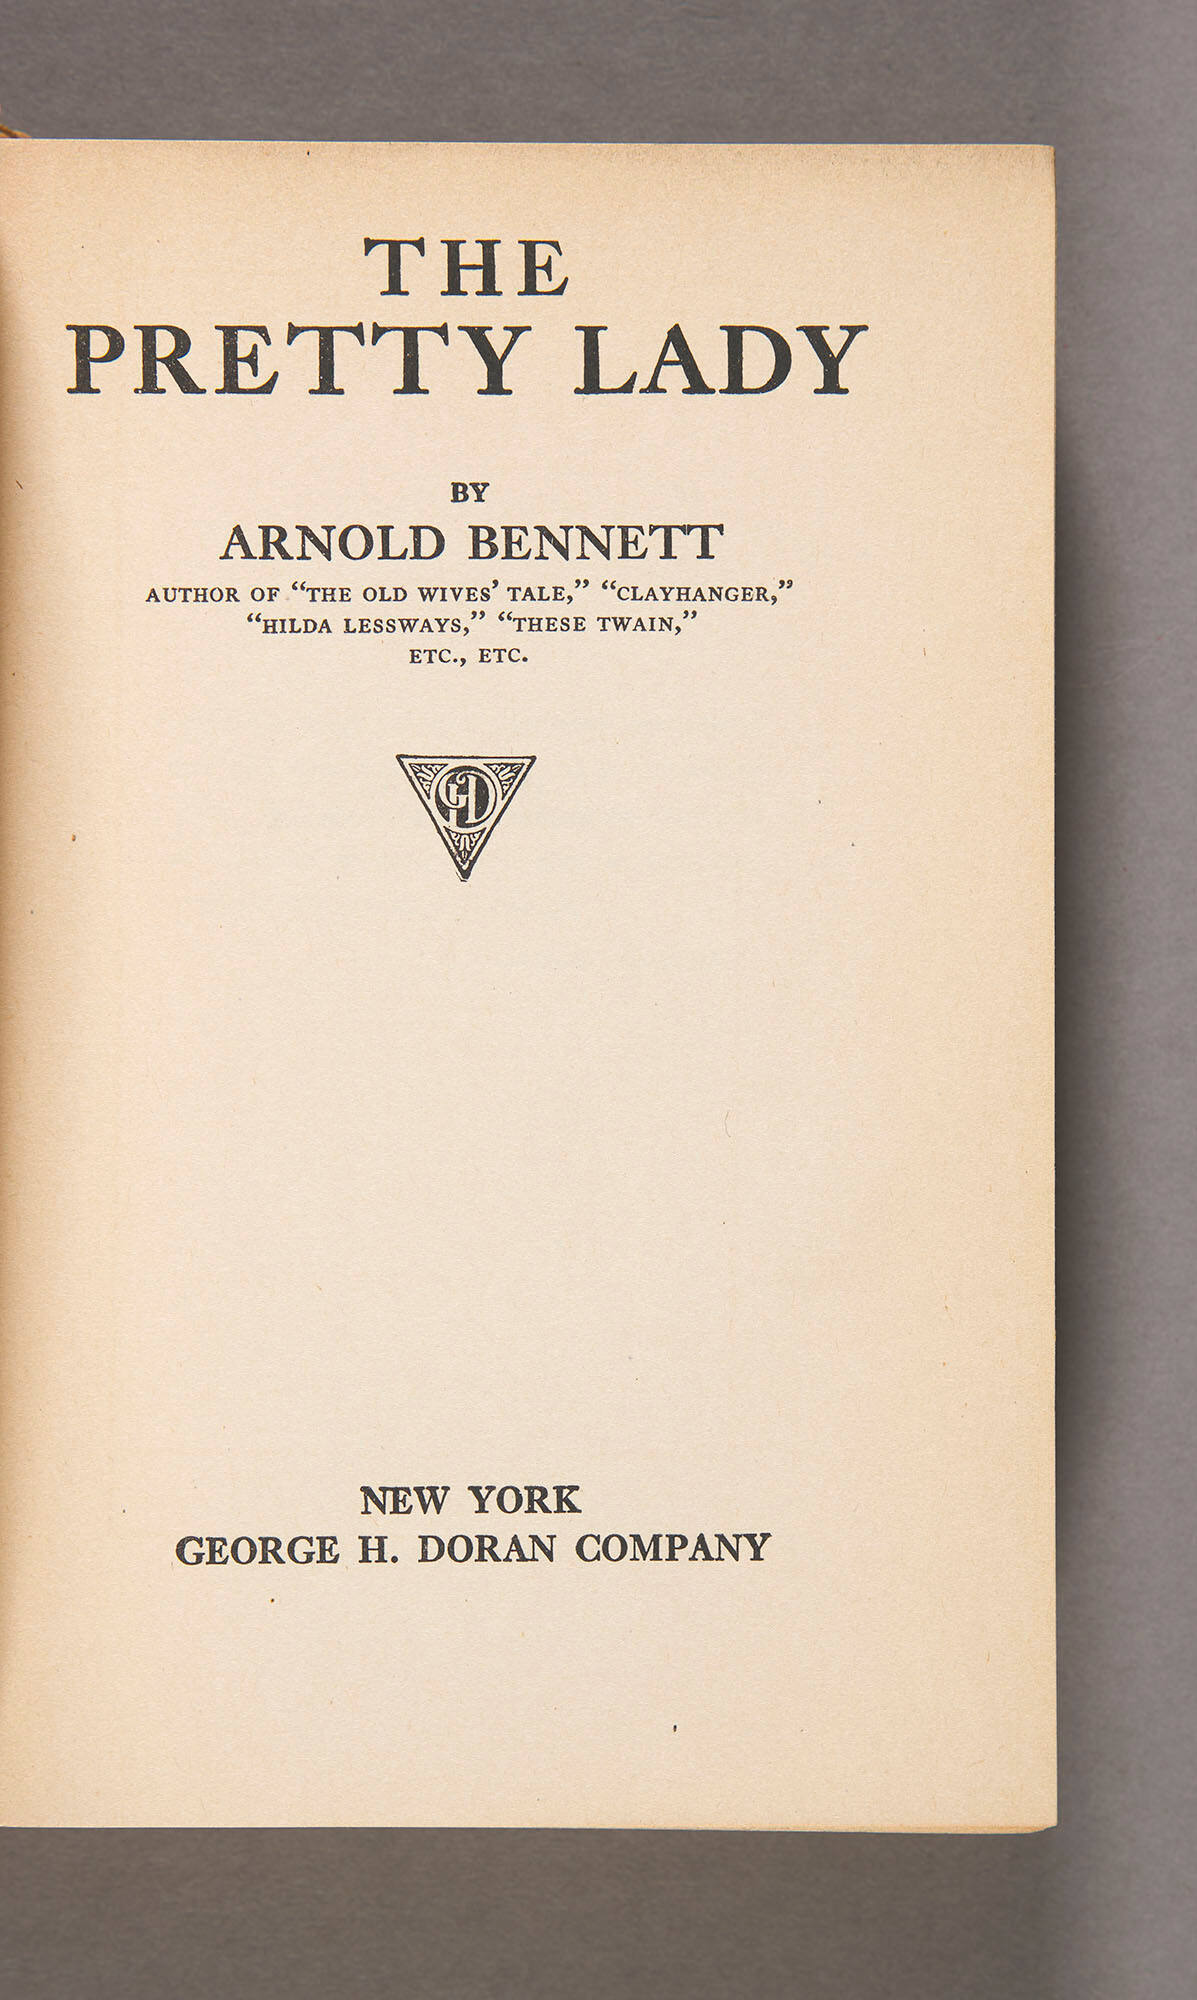 THE
PRETTY LADY
BY
ARNOLD BENNETT
AUTHOR OF “THE OLD WIVES’ TALE,” “CLAYHANGER,”
“HILDA LESSWAYS,” “THESE TWAIN,”
ETC., ETC.
GHD
NEW YORK
GEORGE H. DORAN COMPANY